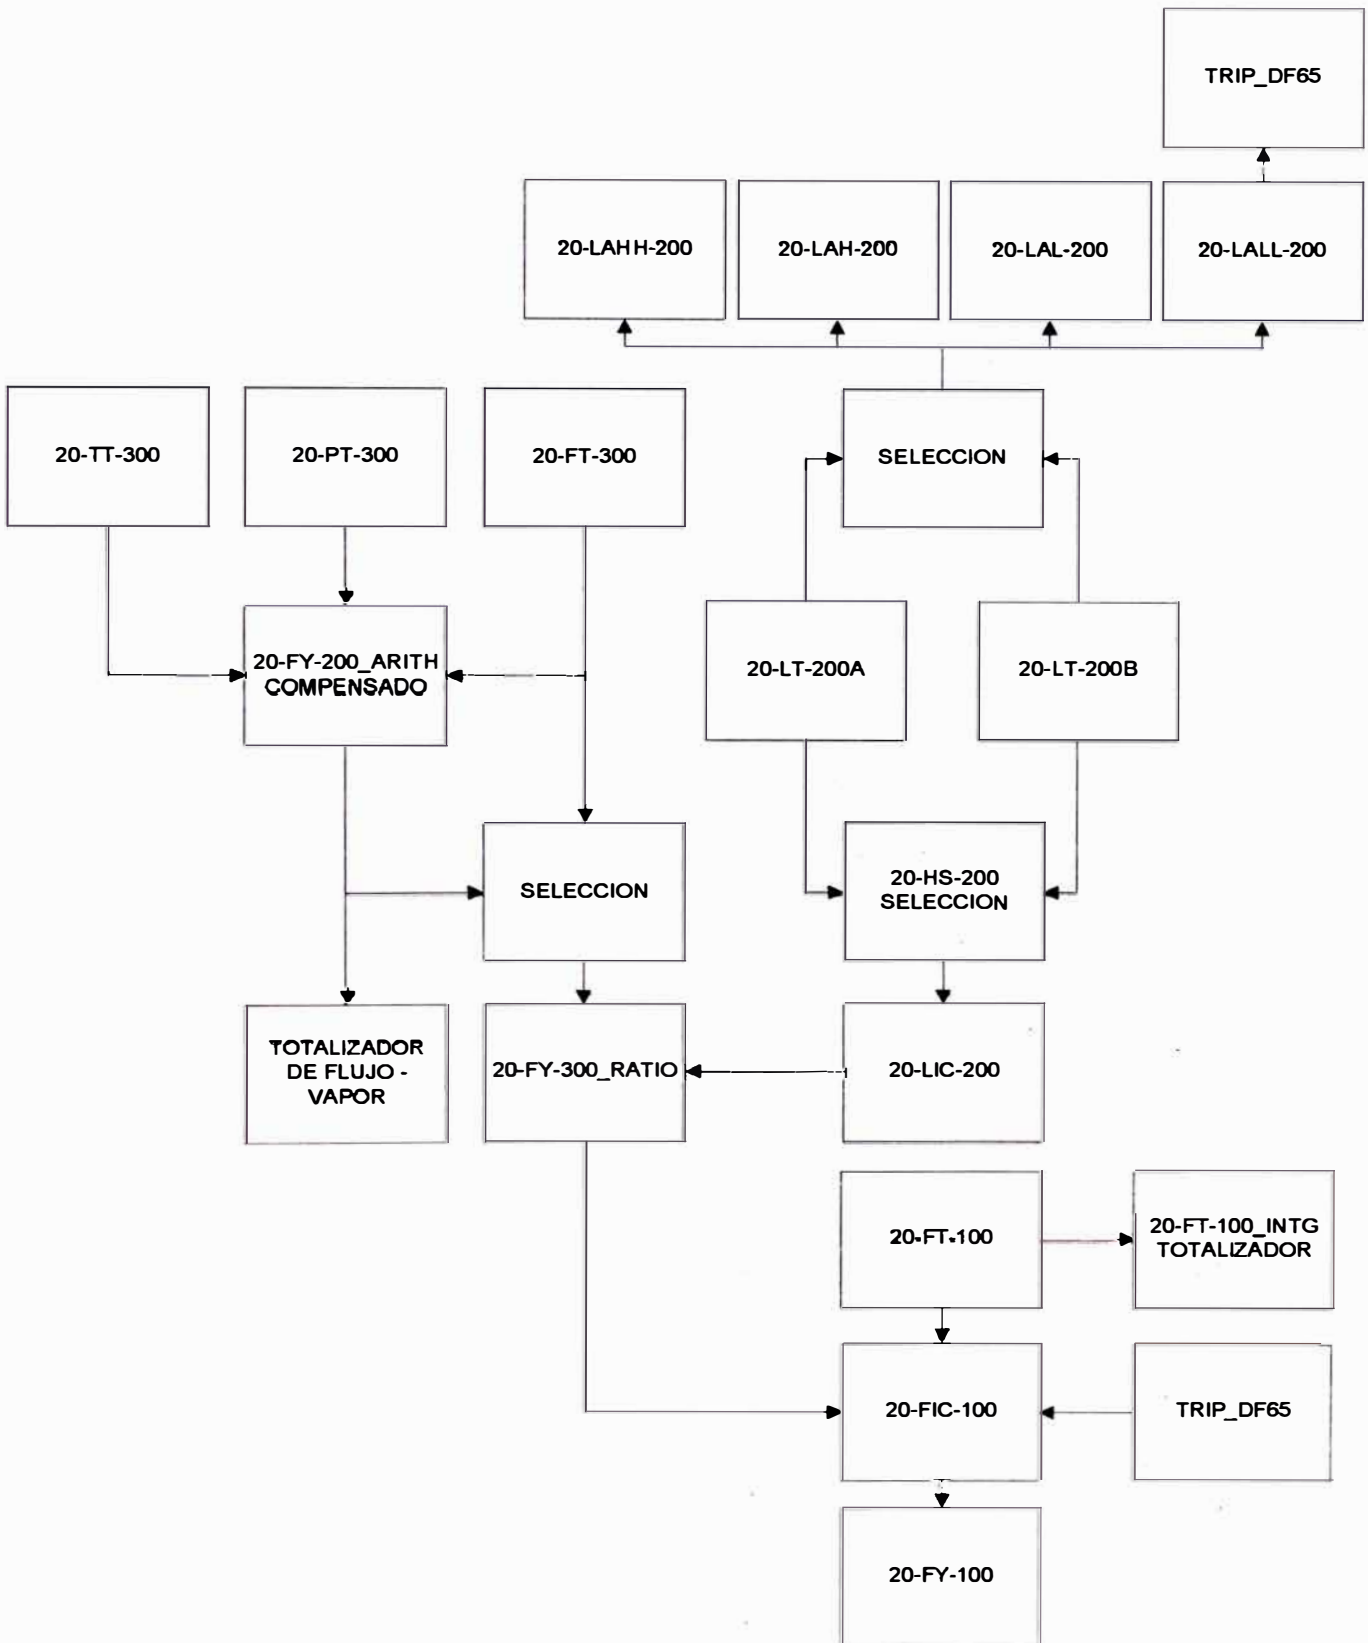 TRIP_DF65
20-LAHH-200
20-LAH-200
20-LAL-200
20-LALL-200
20-TT-300
20-PT-300
20-FT-300
SELECCION
20-FY-200_ARITH
COMPENSADO
20-LT-200A
20-LT-200B
SELECCION
20-HS-200
SELECCION
TOTALIZADOR
DE FLUJO -
VAPOR
20-FY-300_RATIO
20-LIC-200
20-FT-100
20-FT-100_INTG
TOTALIZADOR
20-FIC-100
TRIP_DF65
20-FY-100